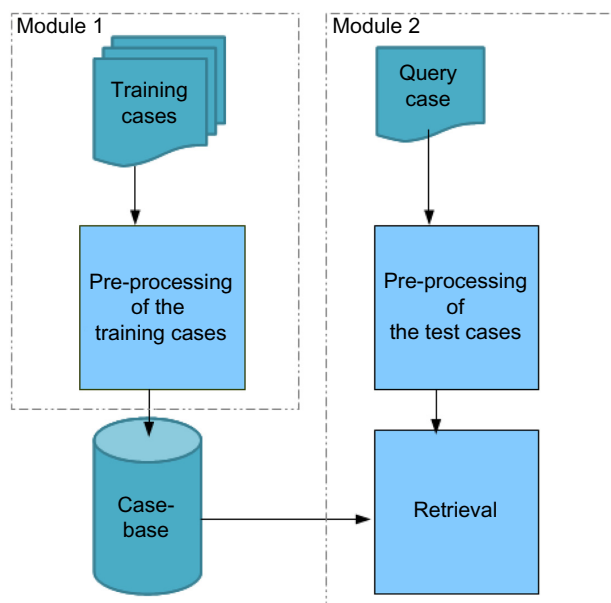 Module 1
Training
cases
Pre-processing
of the
training cases
Case-
base
Module 2
Query
case
Pre-processing
of
the test cases
Retrieval